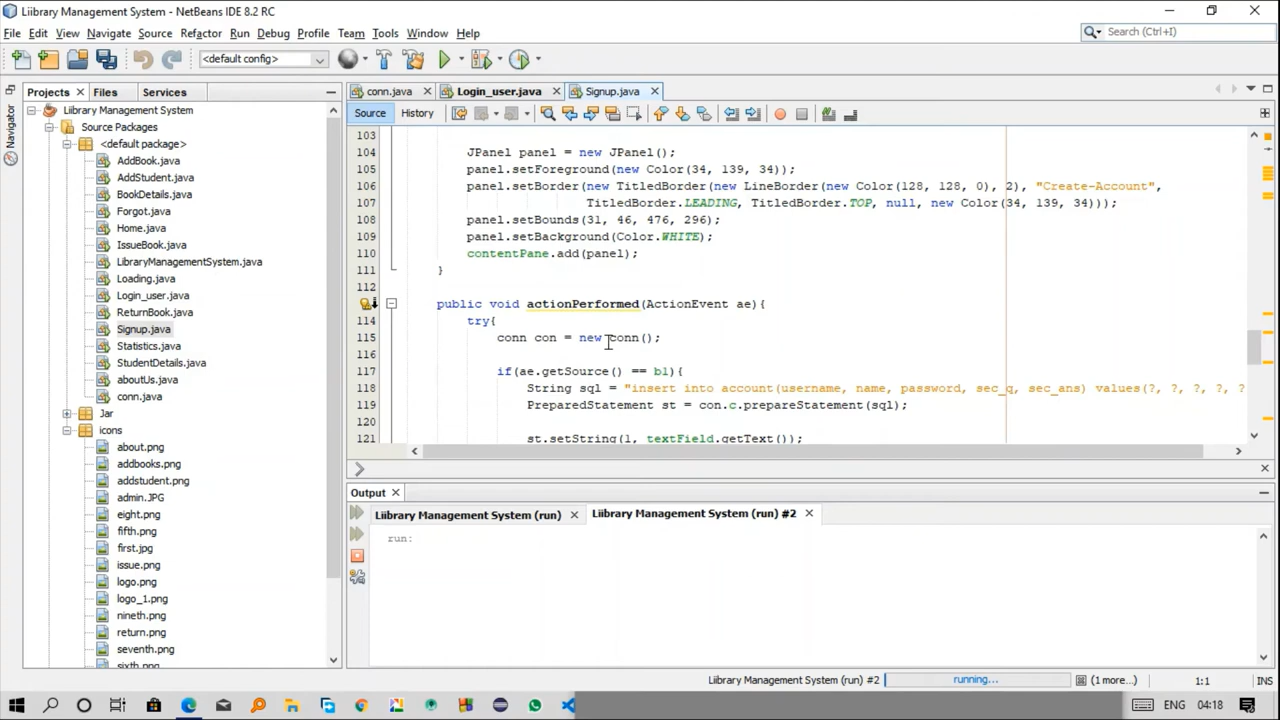 Liibrary Management System - NetBeans IDE 8.2 RC
File Edit View Navigate Source Refactor Run Debug Profile Team Tools Window Help
Search (Ctrl+I)
<default config>
Projects Files Services
conn.java Login_user.java Signup.java
Source History
Navigator
Liibrary Management System
Source Packages
<default package>
AddBook.java
AddStudent.java
BookDetails.java
Forgot.java
Home.java
IssueBook.java
LibraryManagementSystem.java
Loading.java
Login_user.java
ReturnBook.java
Signup.java
Statistics.java
StudentDetails.java
aboutUs.java
conn.java
Jar
icons
about.png
addbooks.png
addstudent.png
admin.JPG
eight.png
fifth.png
first.jpg
issue.png
logo.png
logo_1.png
nineth.png
return.png
seventh.png
sixth.png
103
104 JPanel panel = new JPanel();
105 panel.setForeground(new Color(34, 139, 34));
106 panel.setBorder(new TitledBorder(new LineBorder(new Color(128, 128, 0), 2), "Create-Account",
107 TitledBorder.LEADING, TitledBorder.TOP, null, new Color(34, 139, 34)));
108 panel.setBounds(31, 46, 476, 296);
109 panel.setBackground(Color.WHITE);
110 contentPane.add(panel);
111 }
112
113 public void actionPerformed(ActionEvent ae){
114 try{
115 conn con = new conn();
116
117 if(ae.getSource() == b1){
118 String sql = "insert into account(username, name, password, sec_q, sec_ans) values(?, ?, ?, ?, ?
119 PreparedStatement st = con.c.prepareStatement(sql);
120
121 st.setString(1, textField.getText());
Output
Liibrary Management System (run) Liibrary Management System (run) #2
run:
Liibrary Management System (run) #2 running... (1 more...) 1:1 INS
ENG 04:18